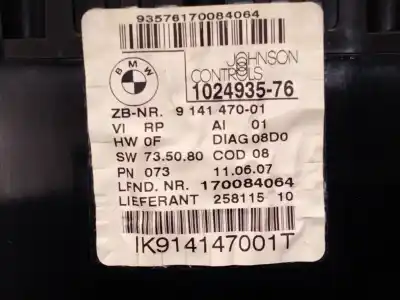 93576170084064
BMW
JOHNSON
CONTROLS
1024935-76
ZB-NR. 9 141 470-01
VI RP AI 01
HW 0F DIAG 08D0
SW 73.50.80 COD 08
PN 073 11.06.07
LFND. NR. 170084064
LIEFERANT 258115 10
IK914147001T